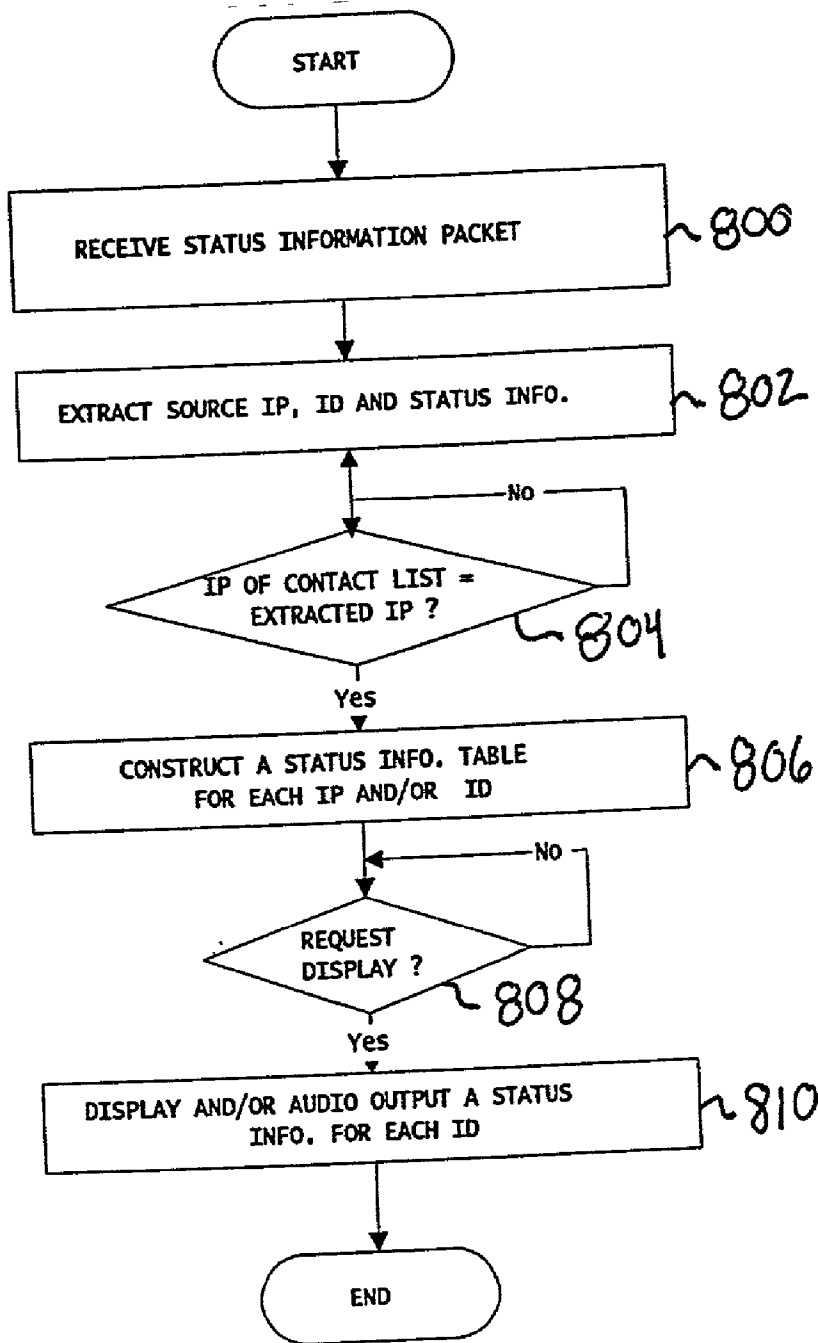 START
RECEIVE STATUS INFORMATION PACKET
800
EXTRACT SOURCE IP, ID AND STATUS INFO.
802
No
IP OF CONTACT LIST =
EXTRACTED IP ?
804
Yes
CONSTRUCT A STATUS INFO. TABLE
FOR EACH IP AND/OR ID
806
No
REQUEST
DISPLAY ?
808
Yes
DISPLAY AND/OR AUDIO OUTPUT A STATUS
INFO. FOR EACH ID
810
END